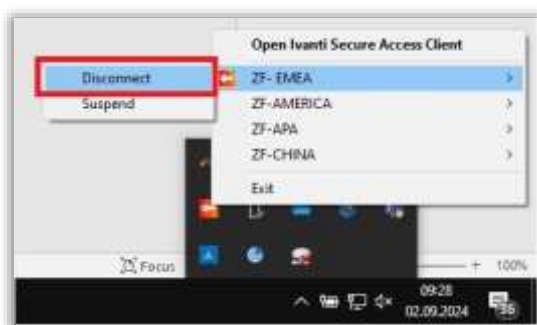 Open Ivanti Secure Access Client
Disconnect
ZF- EMEA
Suspend
ZF-AMERICA
ZF-APA
ZF-CHINA
Exit
Focus
100%
09:28
02.09.2024
36